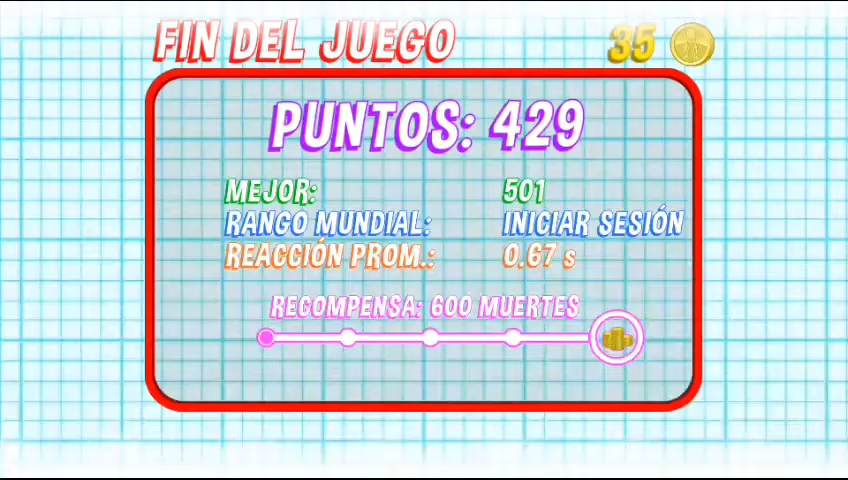 FIN DEL JUEGO 35
PUNTOS: 429
MEJOR: 501
RANGO MUNDIAL: INICIAR SESIÓN
REACCIÓN PROM.: 0.67 s
RECOMPENSA: 600 MUERTES